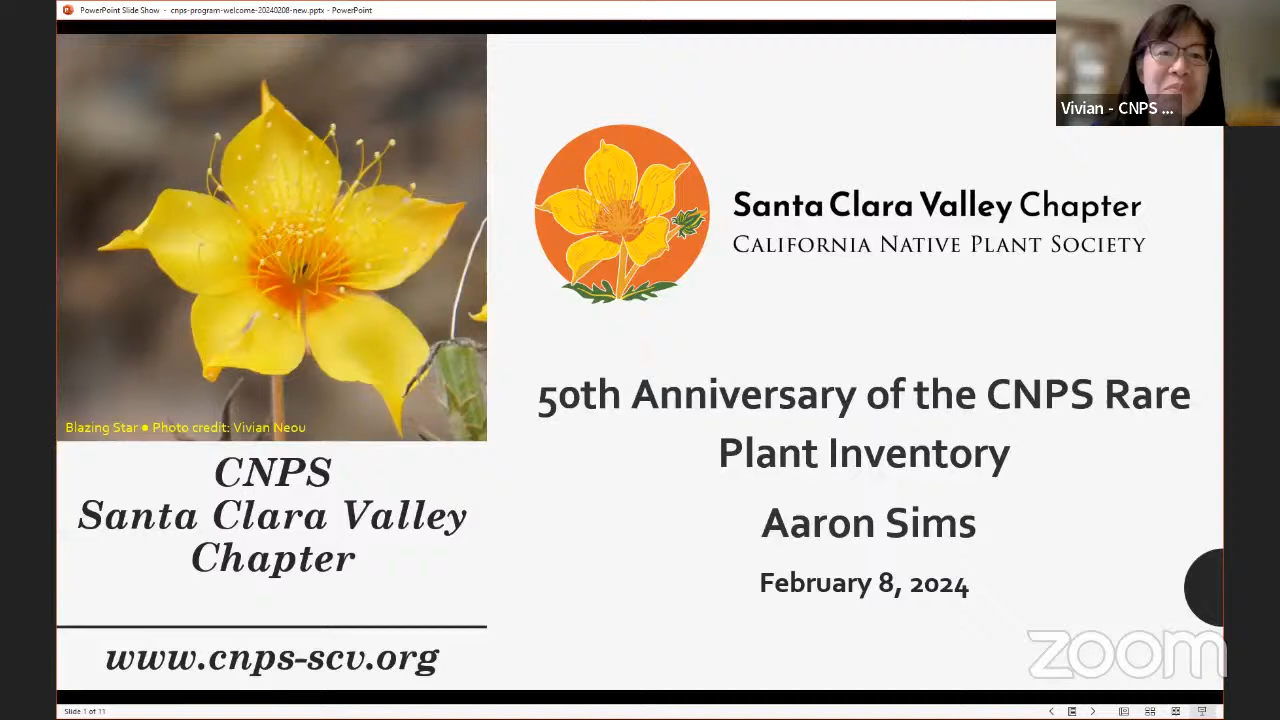 PowerPoint Slide Show - cnps-program-welcome-20240208-new.pptx - PowerPoint
Vivian - CNPS ...
Santa Clara Valley Chapter
California Native Plant Society
50th Anniversary of the CNPS Rare
Plant Inventory
Aaron Sims
February 8, 2024
Blazing Star ● Photo credit: Vivian Neou
CNPS
Santa Clara Valley
Chapter
www.cnps-scv.org
zoom
Slide 1 of 11